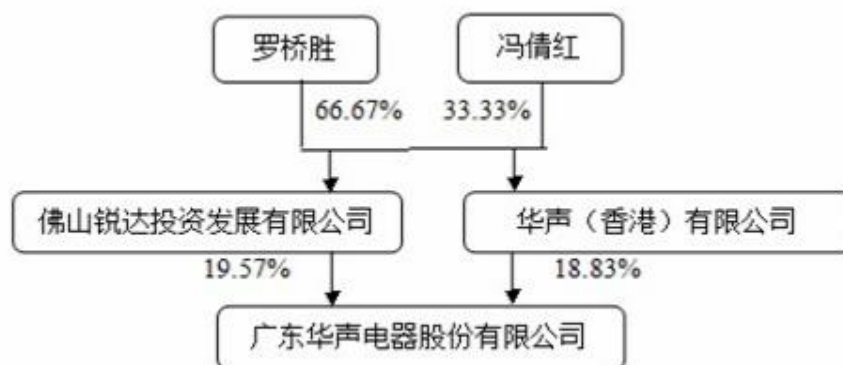 罗桥胜
冯倩红
66.67%
33.33%
佛山锐达投资发展有限公司
华声（香港）有限公司
19.57%
18.83%
广东华声电器股份有限公司